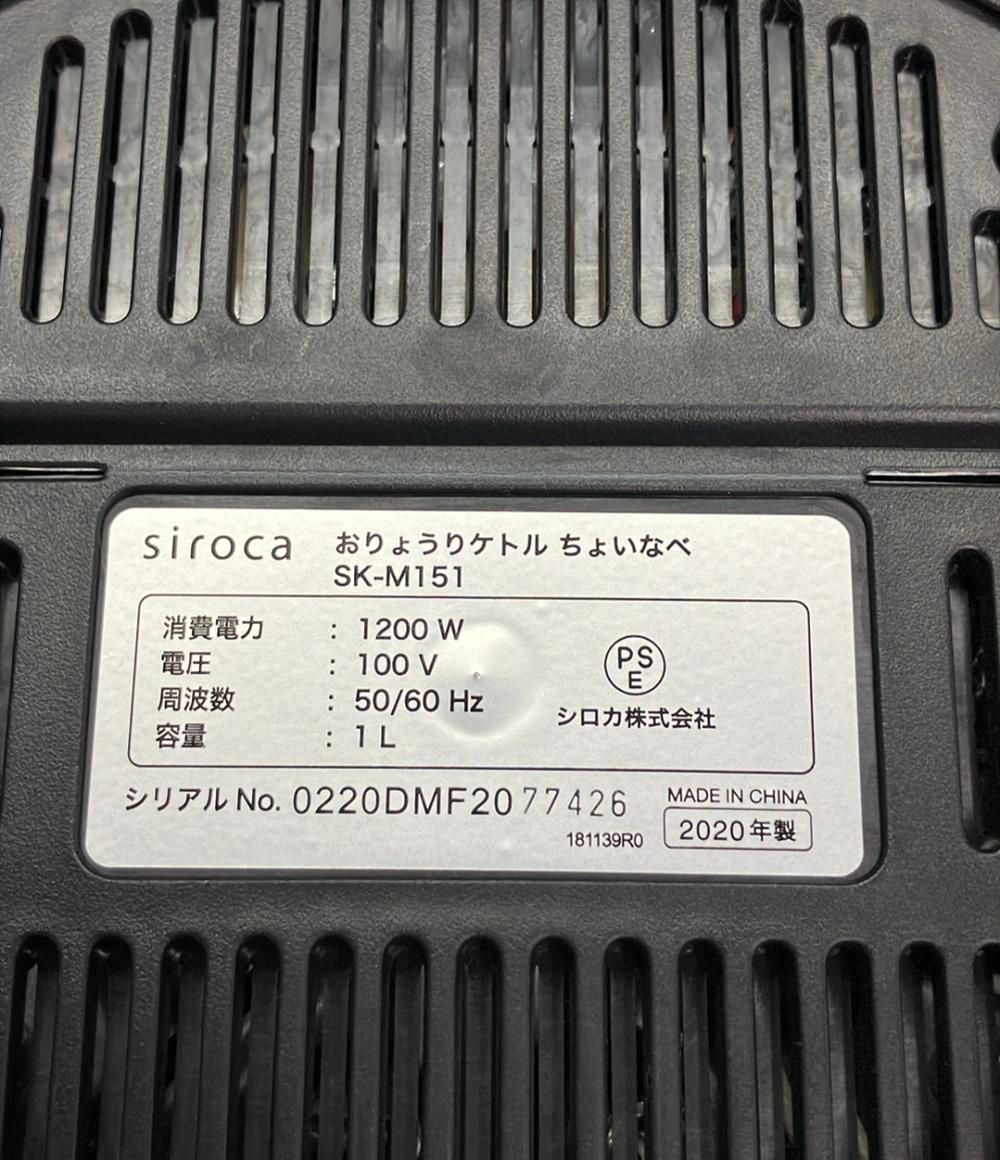 siroca おりょうりケトル ちょいなべ
SK-M151
消費電力 : 1200 W
電圧 : 100 V
周波数 : 50/60 Hz
容量 : 1 L
PS
E
シロカ株式会社
シリアル No. 0220DMF2077426
MADE IN CHINA
181139R0
2020年製